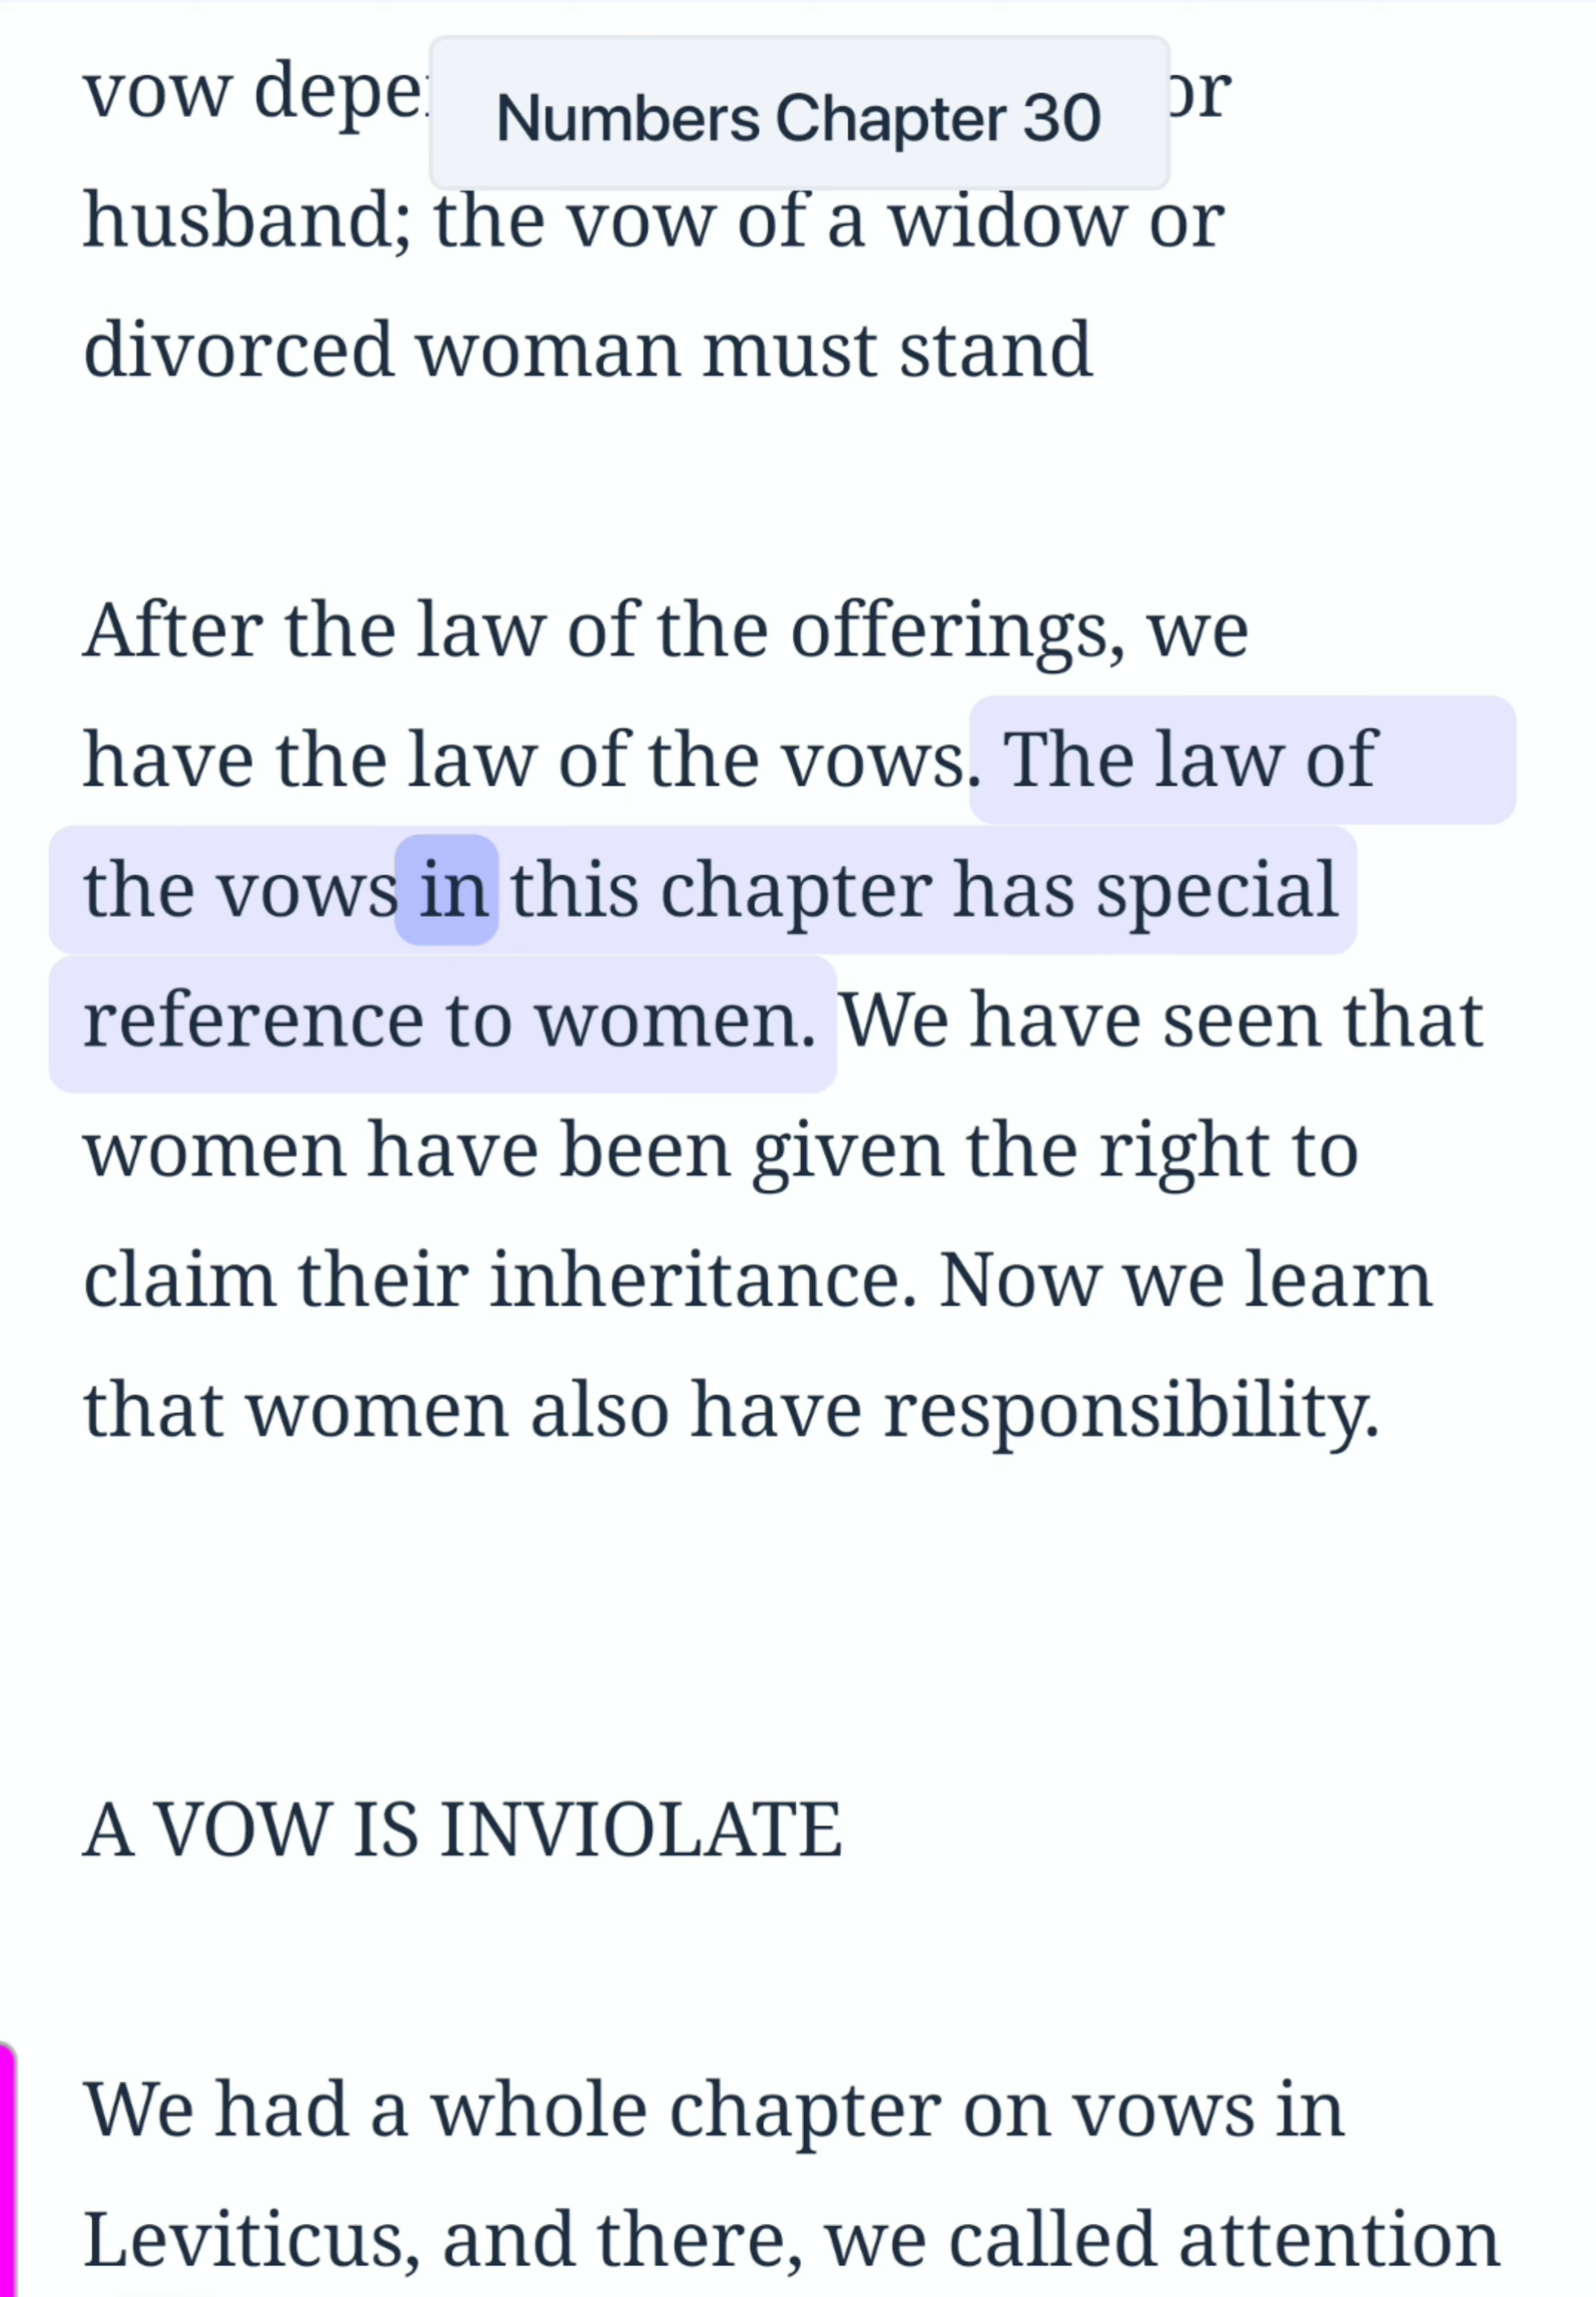 Numbers Chapter 30
vow
husband; the vow of a widow or
divorced woman must stand
After the law of the offerings, we
have the law of the vows. The law of
the vows in this chapter has special
reference to women. We have seen that
women have been given the right to
claim their inheritance. Now we learn
that women also have responsibility.
A VOW IS INVIOLATE
We had a whole chapter on vows in
Leviticus, and there, we called attention